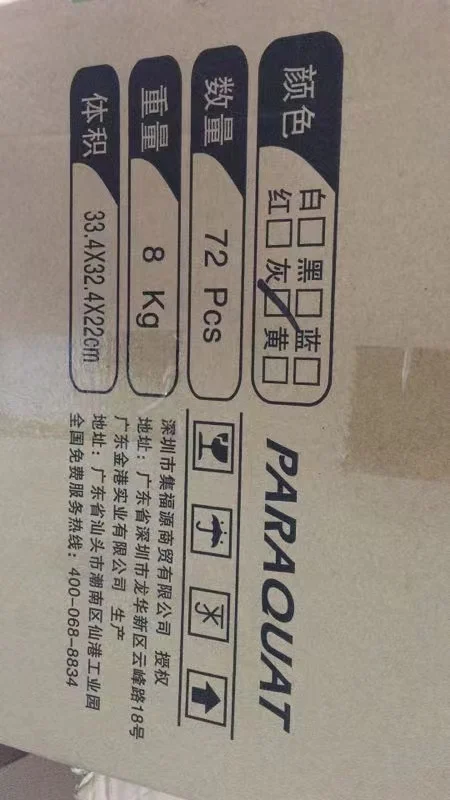 颜色
白□ 黑□ 蓝□
红□ 灰□ 黄□
数量
72 Pcs
重量
8 Kg
体积
33.4X32.4X22cm
PARAQUAT
深圳市集福源商贸有限公司 授权
地址：广东省深圳市龙华新区云峰路18号
广东金港实业有限公司 生产
地址：广东省汕头市潮南区仙港工业园
全国免费服务热线：400-068-8834